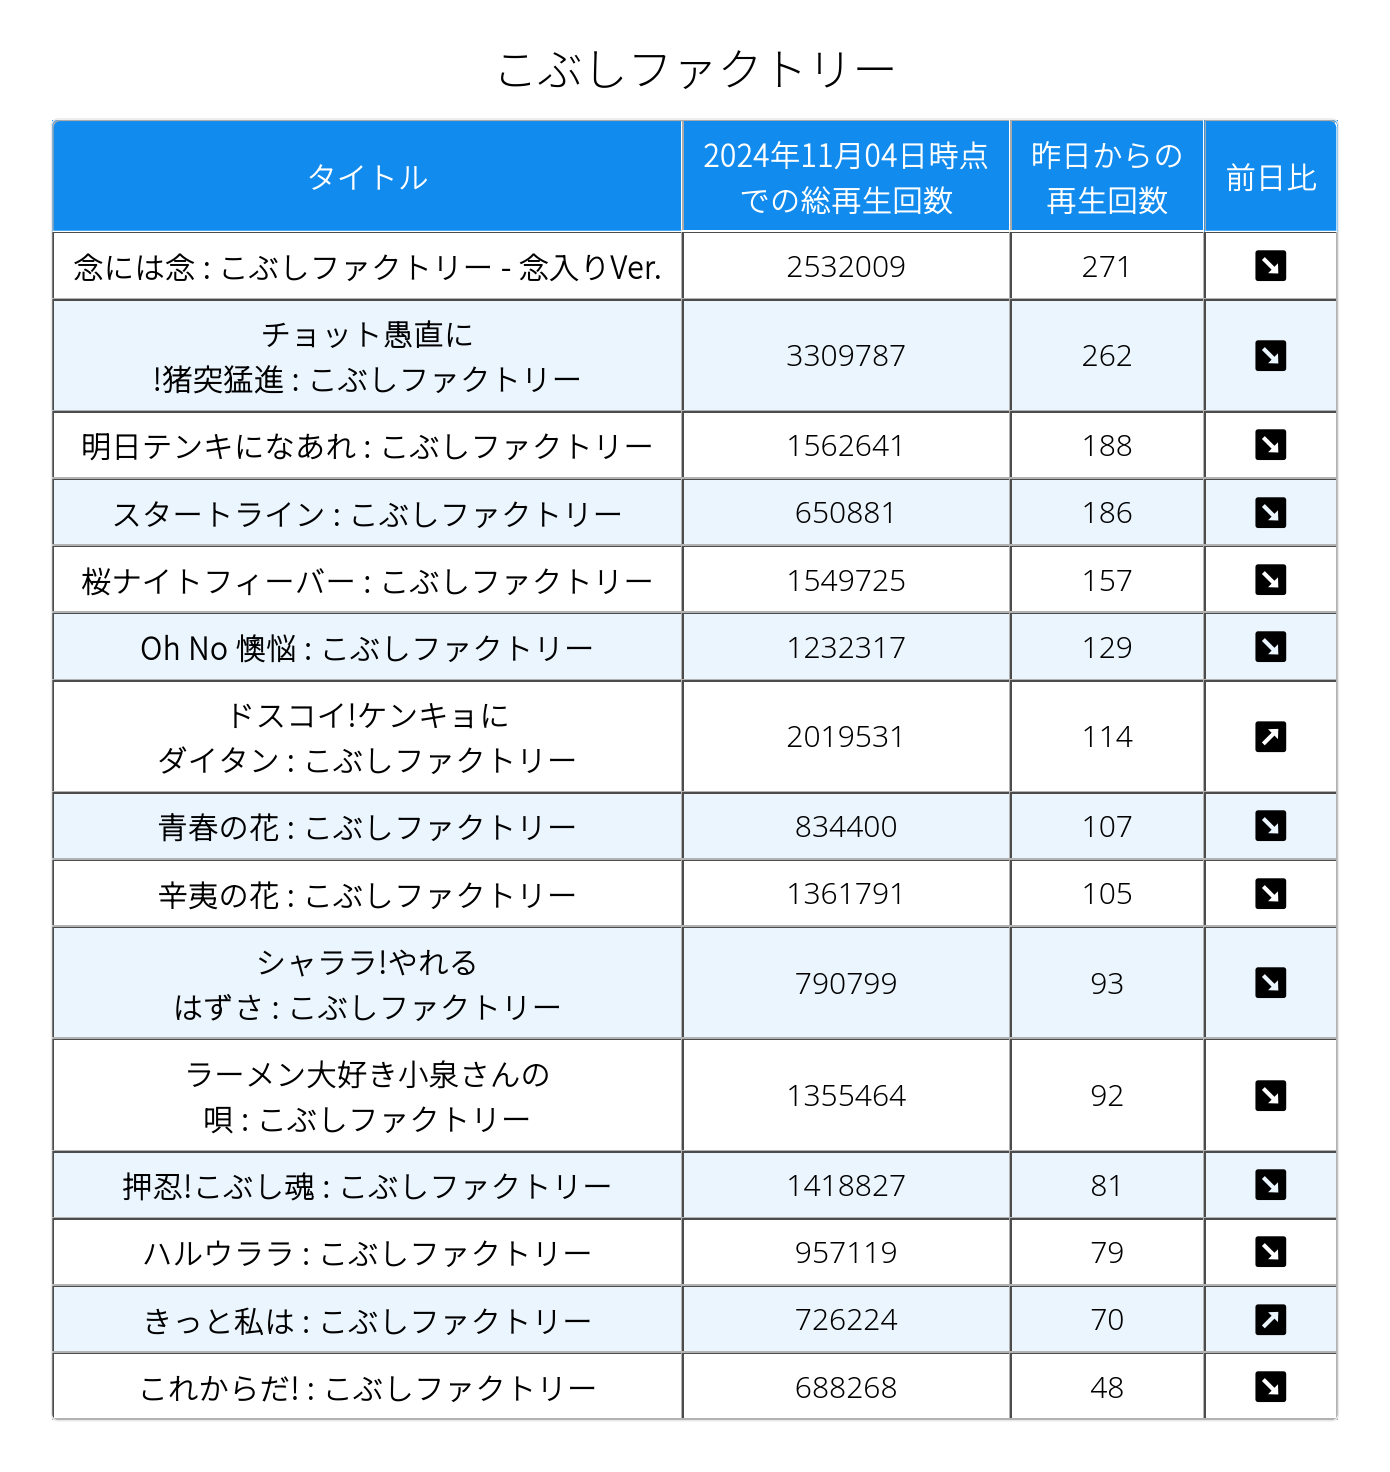 こぶしファクトリー
タイトル
2024年11月04日時点
での総再生回数
昨日からの
再生回数
前日比
念には念 : こぶしファクトリー - 念入りVer.
2532009
271
チョット愚直に
!猪突猛進 : こぶしファクトリー
3309787
262
明日テンキになあれ : こぶしファクトリー
1562641
188
スタートライン : こぶしファクトリー
650881
186
桜ナイトフィーバー : こぶしファクトリー
1549725
157
Oh No 懊悩 : こぶしファクトリー
1232317
129
ドスコイ!ケンキョに
ダイタン : こぶしファクトリー
2019531
114
青春の花 : こぶしファクトリー
834400
107
辛夷の花 : こぶしファクトリー
1361791
105
シャララ!やれる
はずさ : こぶしファクトリー
790799
93
ラーメン大好き小泉さんの
唄 : こぶしファクトリー
1355464
92
押忍!こぶし魂 : こぶしファクトリー
1418827
81
ハルウララ : こぶしファクトリー
957119
79
きっと私は : こぶしファクトリー
726224
70
これからだ! : こぶしファクトリー
688268
48